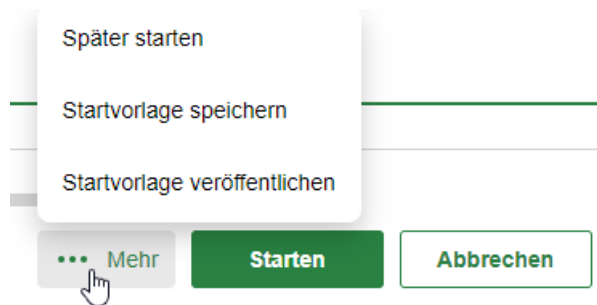 Später starten
Startvorlage speichern
Startvorlage veröffentlichen
••• Mehr
Starten
Abbrechen